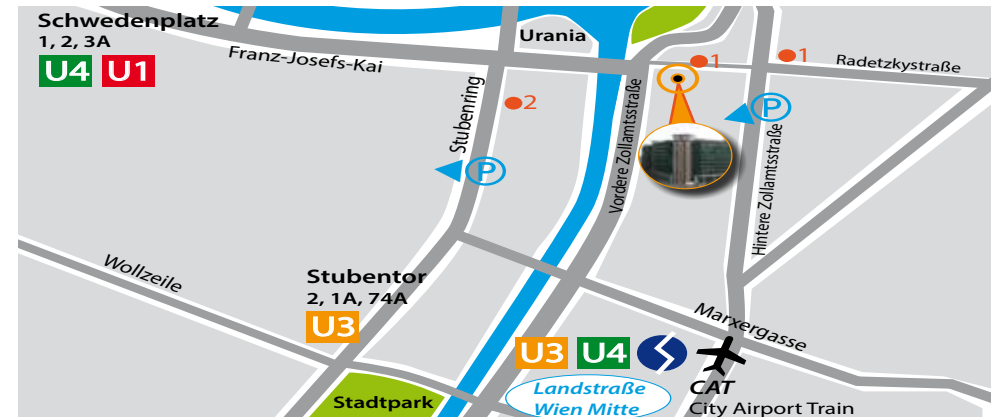 Schwedenplatz
1, 2, 3A
U4 U1
Franz-Josefs-Kai
Urania
1
1
Radetzkystraße
2
Stubenring
P
P
Vordere Zollamtsstraße
Hintere Zollamtsstraße
Wollzeile
Stubentor
2, 1A, 74A
U3
Marxergasse
U3 U4
Landstraße
Wien Mitte
CAT
City Airport Train
Stadtpark